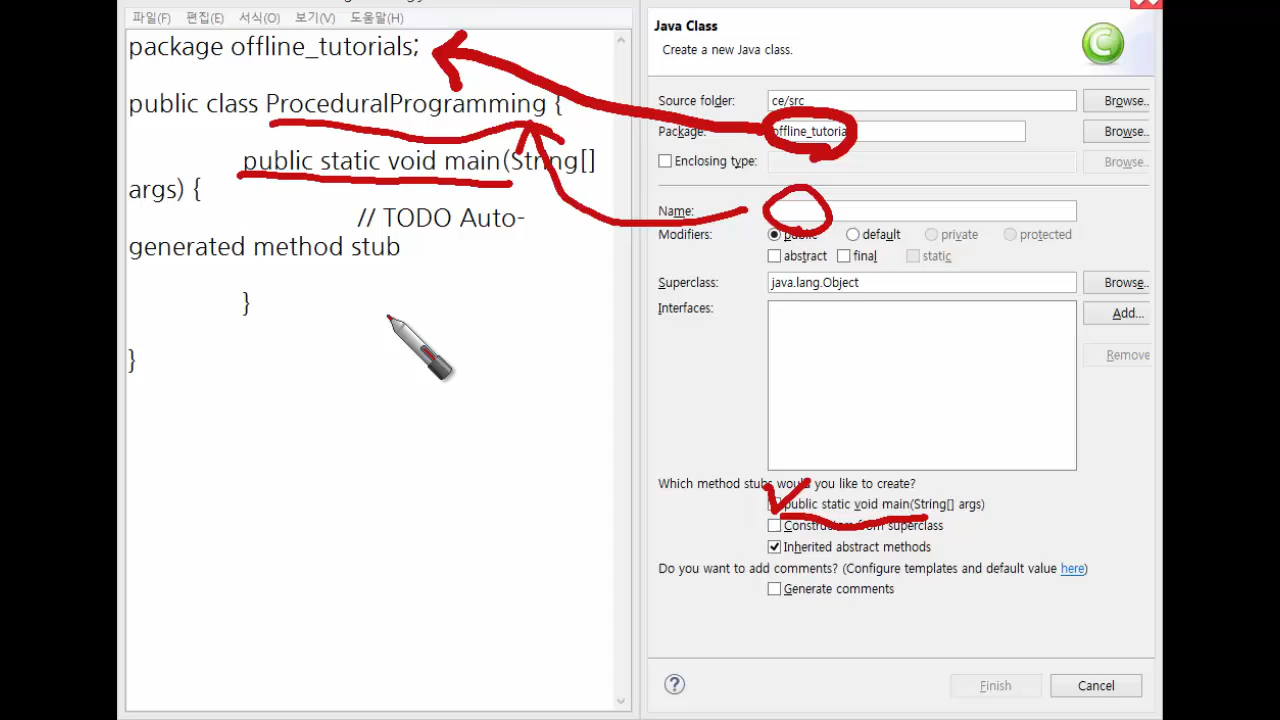 파일(F) 편집(E) 서식(O) 보기(V) 도움말(H)
package offline_tutorials;
public class ProceduralProgramming {
public static void main(String[]
args) {
// TODO Auto-
generated method stub
}
}
Java Class
Create a new Java class.
Source folder: ce/src Browse..
Package: offline_tutoria Browse..
Enclosing type: Browse..
Name:
Modifiers: public default private protected
abstract final static
Superclass: java.lang.Object Browse..
Interfaces: Add...
Remove
Which method stubs would you like to create?
public static void main(String[] args)
Constructors from superclass
Inherited abstract methods
Do you want to add comments? (Configure templates and default value here)
Generate comments
? Finish Cancel